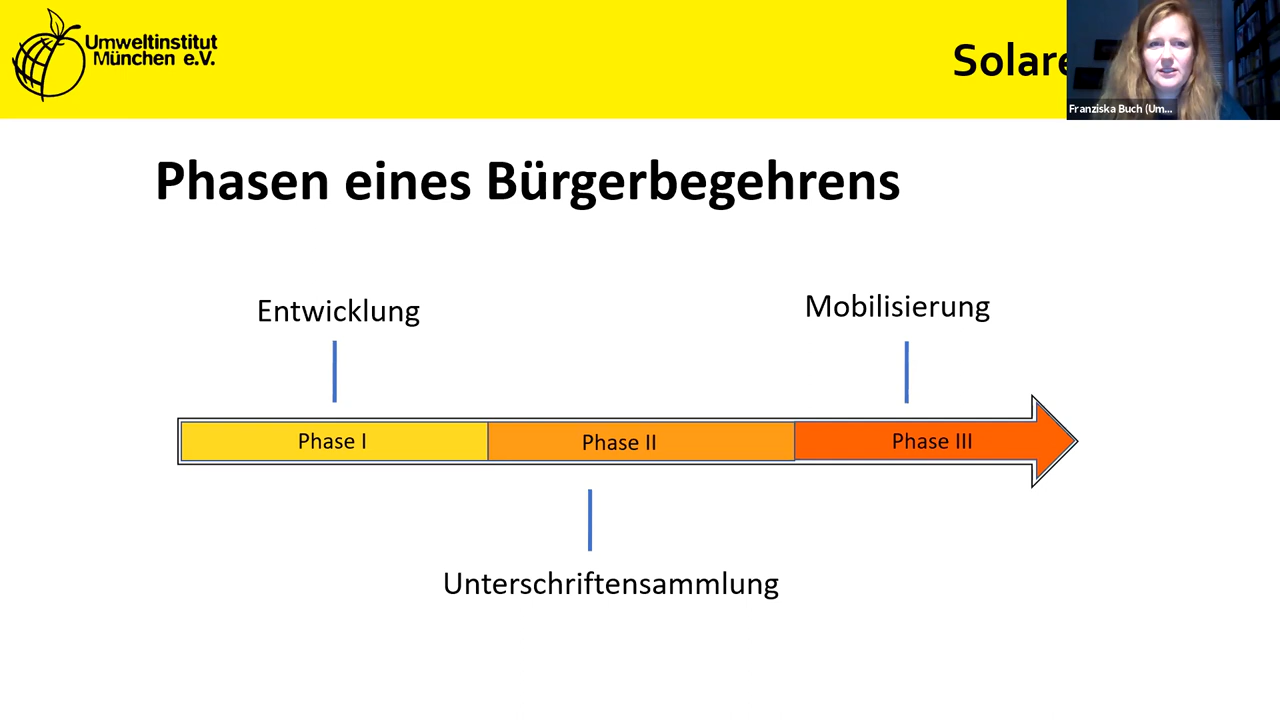 Umweltinstitut
München e.V.
Solare
Franziska Buch (Um...
Phasen eines Bürgerbegehrens
Entwicklung
Mobilisierung
Phase I
Phase II
Phase III
Unterschriftensammlung